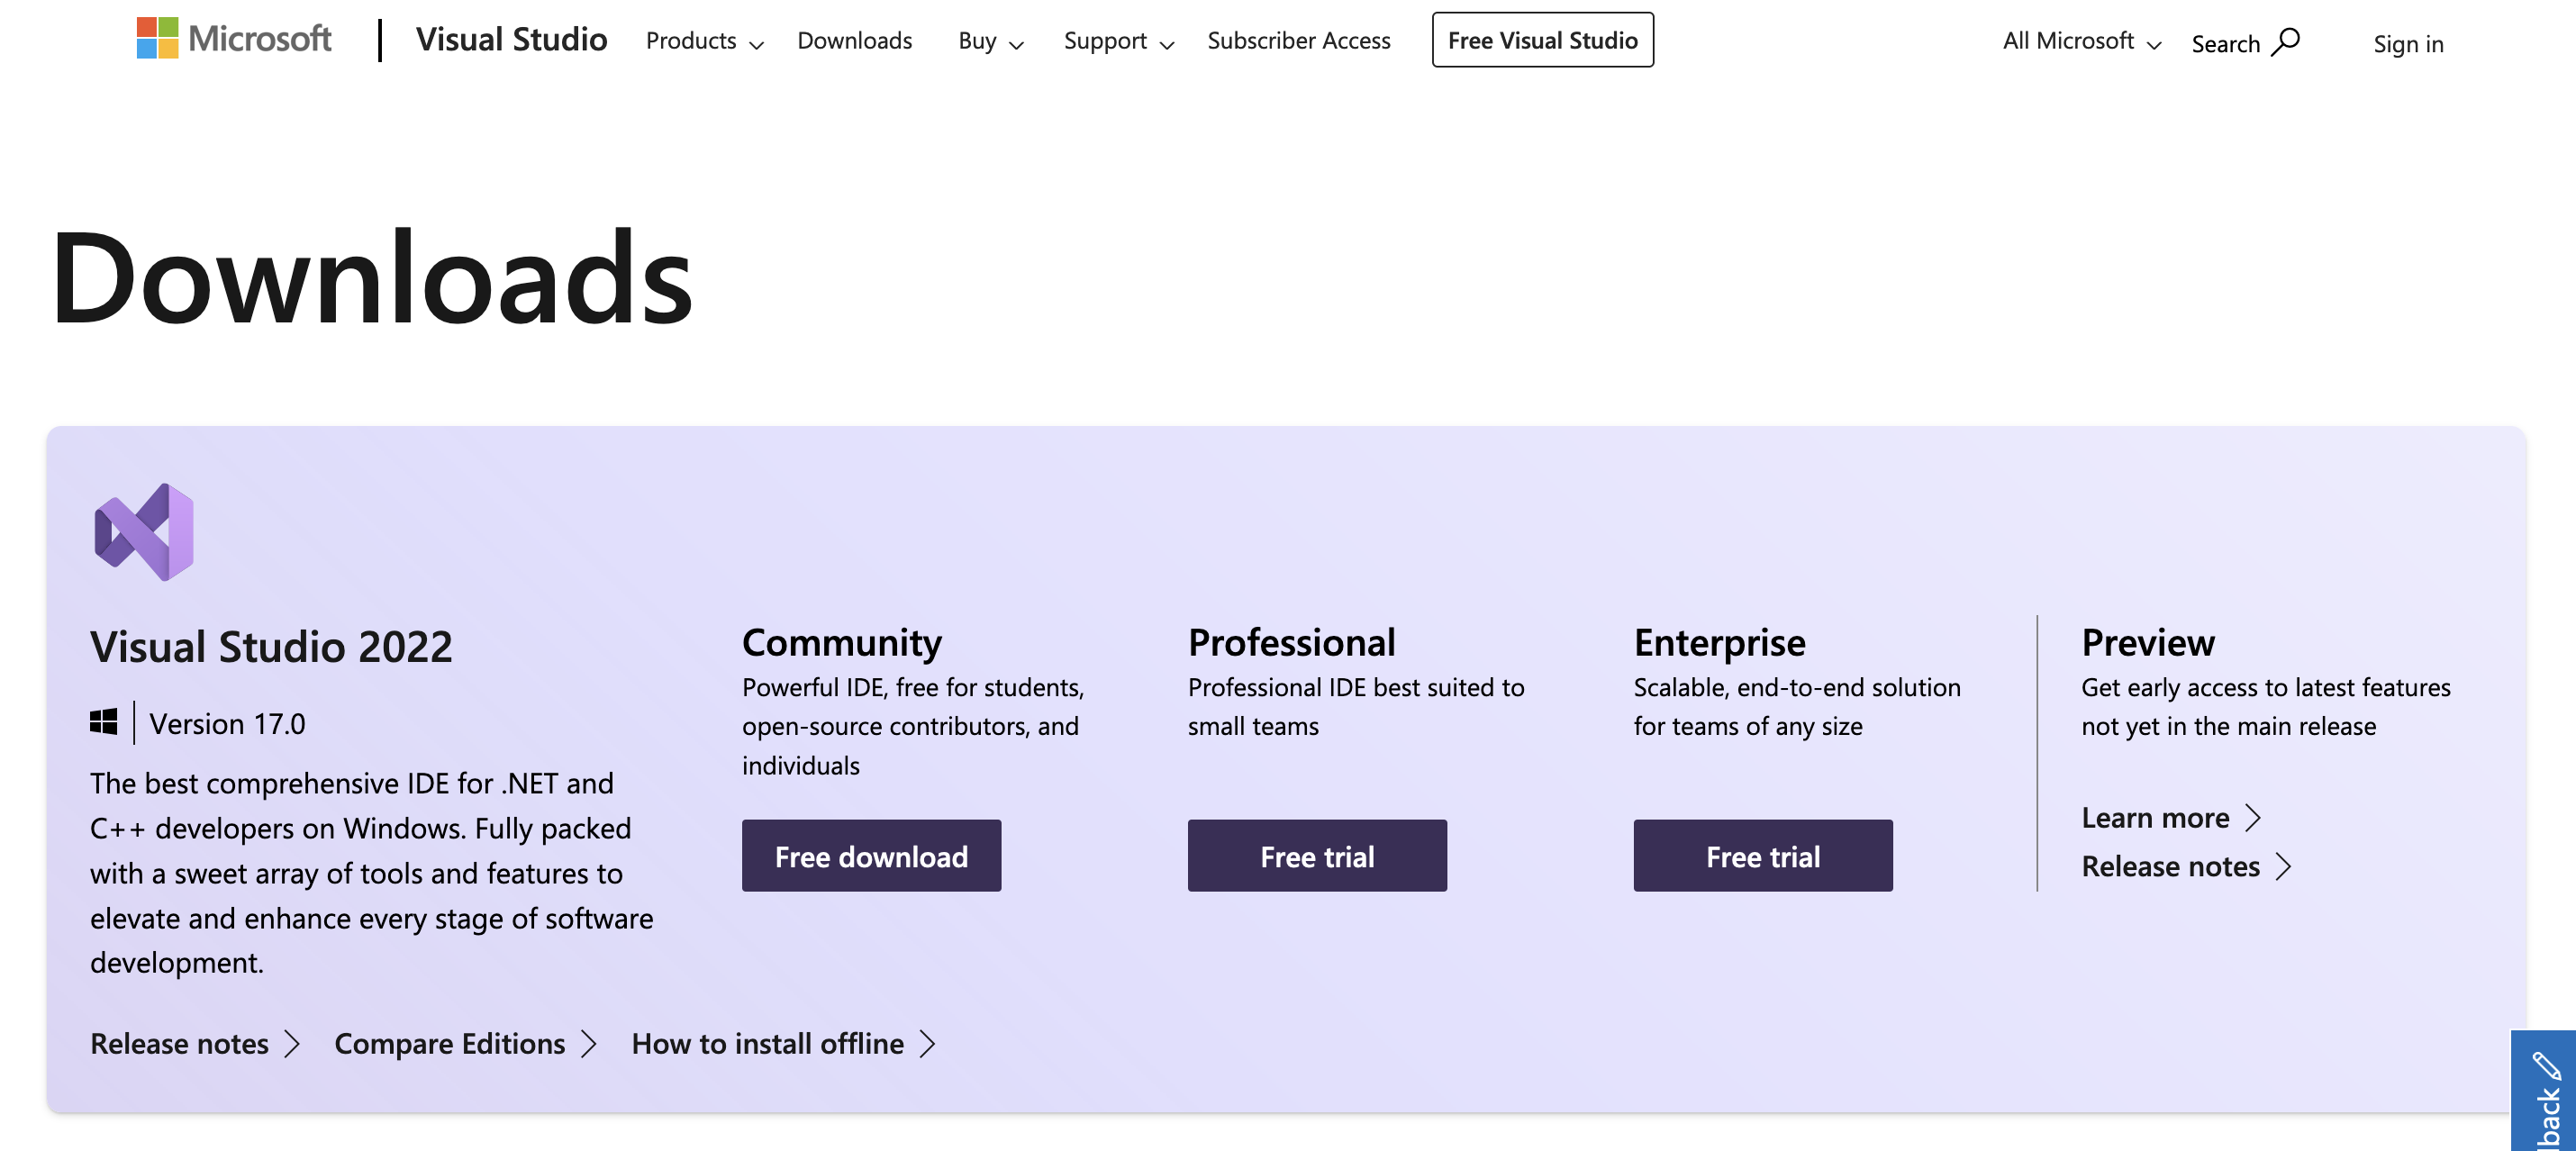 Microsoft
Visual Studio
Products
Downloads
Buy
Support
Subscriber Access
Free Visual Studio
All Microsoft
Search
Sign in
Downloads
Visual Studio 2022
Version 17.0
The best comprehensive IDE for .NET and
C++ developers on Windows. Fully packed
with a sweet array of tools and features to
elevate and enhance every stage of software
development.
Community
Powerful IDE, free for students,
open-source contributors, and
individuals
Free download
Professional
Professional IDE best suited to
small teams
Free trial
Enterprise
Scalable, end-to-end solution
for teams of any size
Free trial
Preview
Get early access to latest features
not yet in the main release
Learn more
Release notes
Release notes
Compare Editions
How to install offline